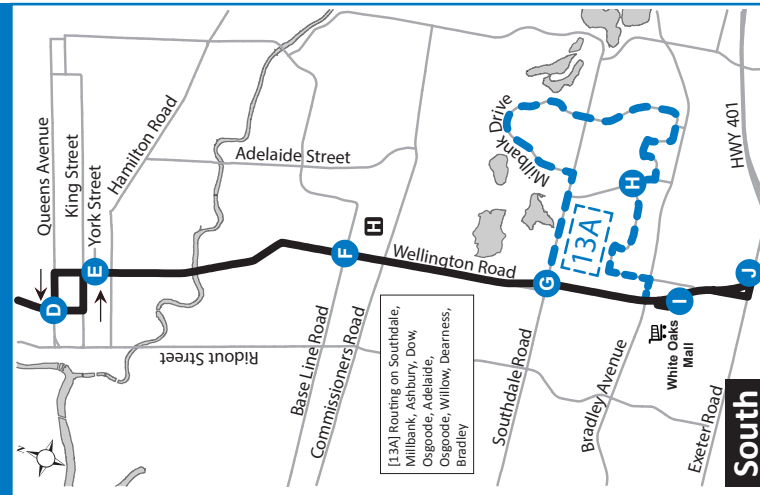 Queens Avenue
King Street
York Street
Hamilton Road
Adelaide Street
Ridout Street
D
E
N
Base Line Road
F
H
Commissioners Road
Wellington Road
[13A] Routing on Southdale,
Millbank, Ashbury, Dow,
Osgoode, Adelaide,
Osgoode, Willow, Dearness,
Bradley
Millbank Drive
Southdale Road
G
13A
H
Bradley Avenue
I
White Oaks
Mall
HWY 401
J
Exeter Road
South